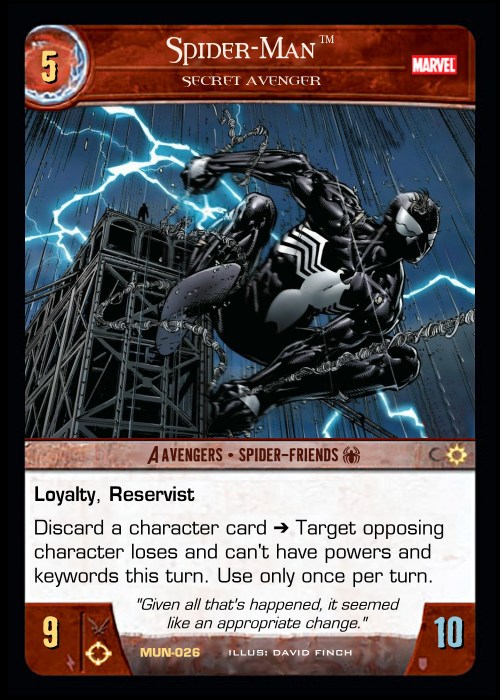 5
Spider-Man™
Secret Avenger
MARVEL
A AVENGERS • SPIDER-FRIENDS
C
Loyalty, Reservist
Discard a character card ➔ Target opposing
character loses and can't have powers and
keywords this turn. Use only once per turn.
"Given all that's happened, it seemed
like an appropriate change."
9
MUN-026
ILLUS: DAVID FINCH
10